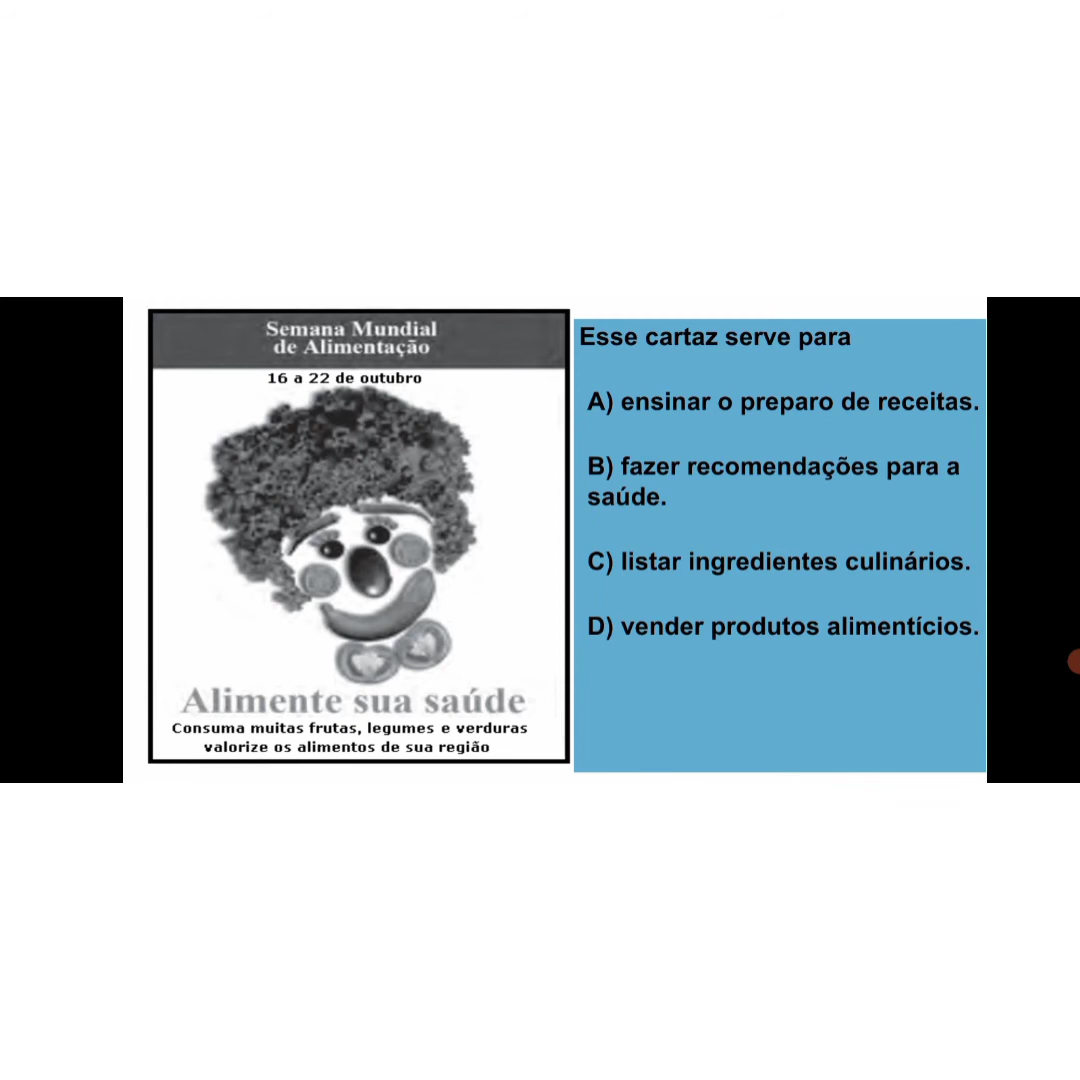 Semana Mundial
de Alimentação
16 a 22 de outubro
Alimente sua saúde
Consuma muitas frutas, legumes e verduras
valorize os alimentos de sua região
Esse cartaz serve para
A) ensinar o preparo de receitas.
B) fazer recomendações para a
saúde.
C) listar ingredientes culinários.
D) vender produtos alimentícios.